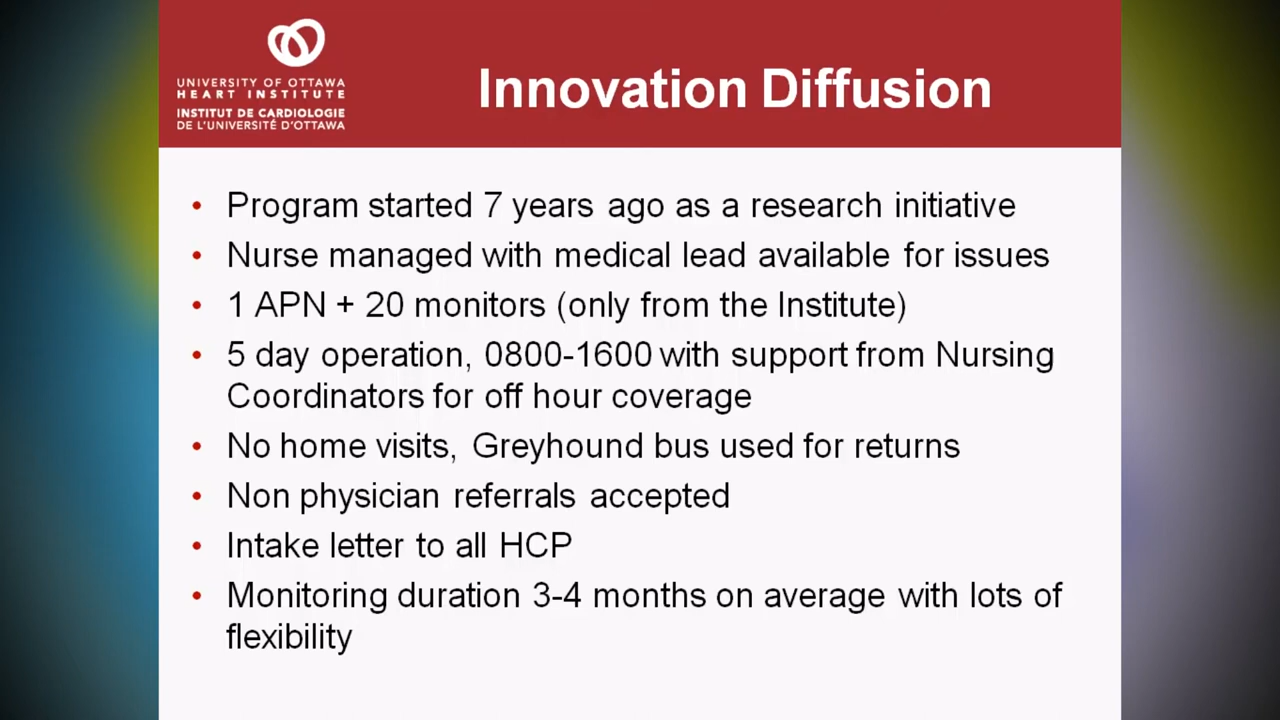 UNIVERSITY OF OTTAWA
HEART INSTITUTE
INSTITUT DE CARDIOLOGIE
DE L'UNIVERSITÉ D'OTTAWA
Innovation Diffusion
• Program started 7 years ago as a research initiative
• Nurse managed with medical lead available for issues
• 1 APN + 20 monitors (only from the Institute)
• 5 day operation, 0800-1600 with support from Nursing
Coordinators for off hour coverage
• No home visits, Greyhound bus used for returns
• Non physician referrals accepted
• Intake letter to all HCP
• Monitoring duration 3-4 months on average with lots of
flexibility